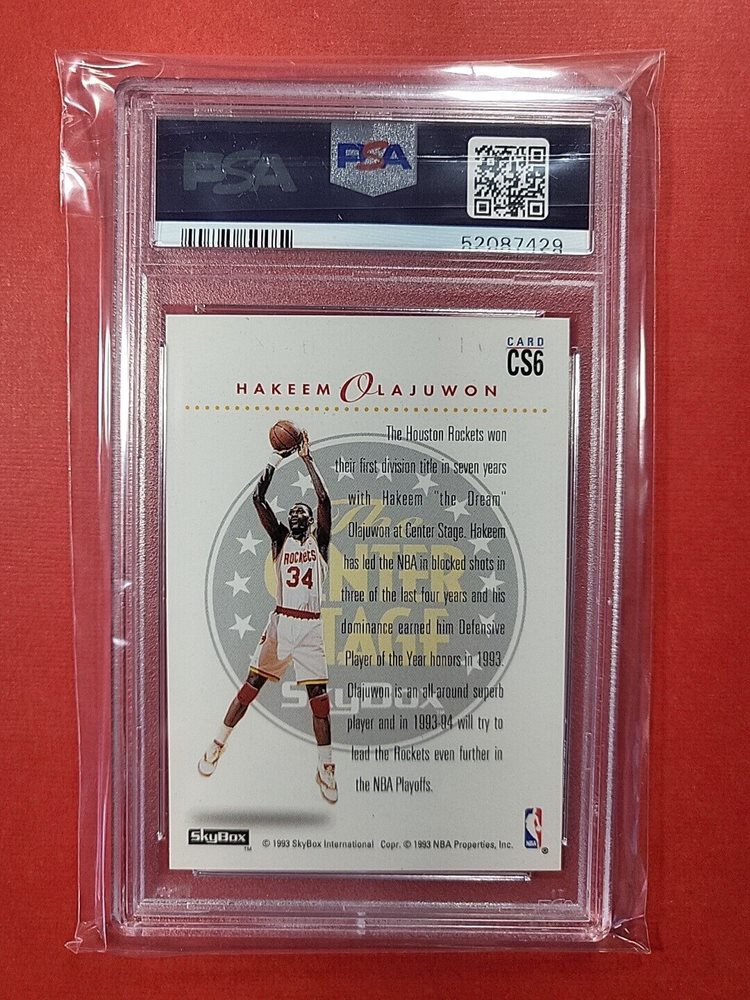 PSA
PSA
52087429
CARD
CS6
HAKEEM OLAJUWON
The Houston Rockets won
their first division title in seven years
with Hakeem "the Dream"
Olajuwon at Center Stage. Hakeem
has led the NBA in blocked shots in
three of the last four years and his
dominance earned him Defensive
Player of the Year honors in 1993.
Olajuwon is an all-around superb
player and in 1993-94 will try to
lead the Rockets even further in
the NBA Playoffs.
The
CENTER
STAGE
SkyBox™
ROCKETS
34
SkyBox™
© 1993 SkyBox International Copr. © 1993 NBA Properties, Inc.
NBA ®